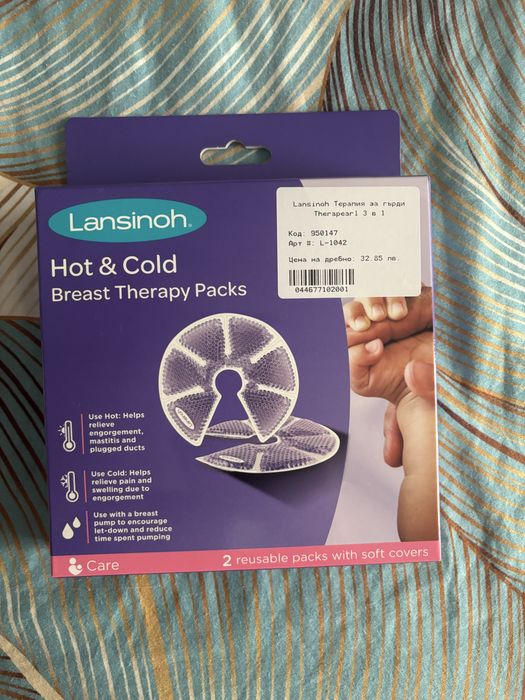 Lansinoh®
Hot & Cold
Breast Therapy Packs
Lansinoh Терапия за гърди
Therapearl 3 в 1
Код: 950147
Арт #: L-1042
Цена на дребно: 32.85 лв.
044677102001
Lansinoh
Use Hot: Helps
relieve
engorgement,
mastitis and
plugged ducts
Use Cold: Helps
relieve pain and
swelling due to
engorgement
Use with a breast
pump to encourage
let-down and reduce
time spent pumping
Care
2 reusable packs with soft covers